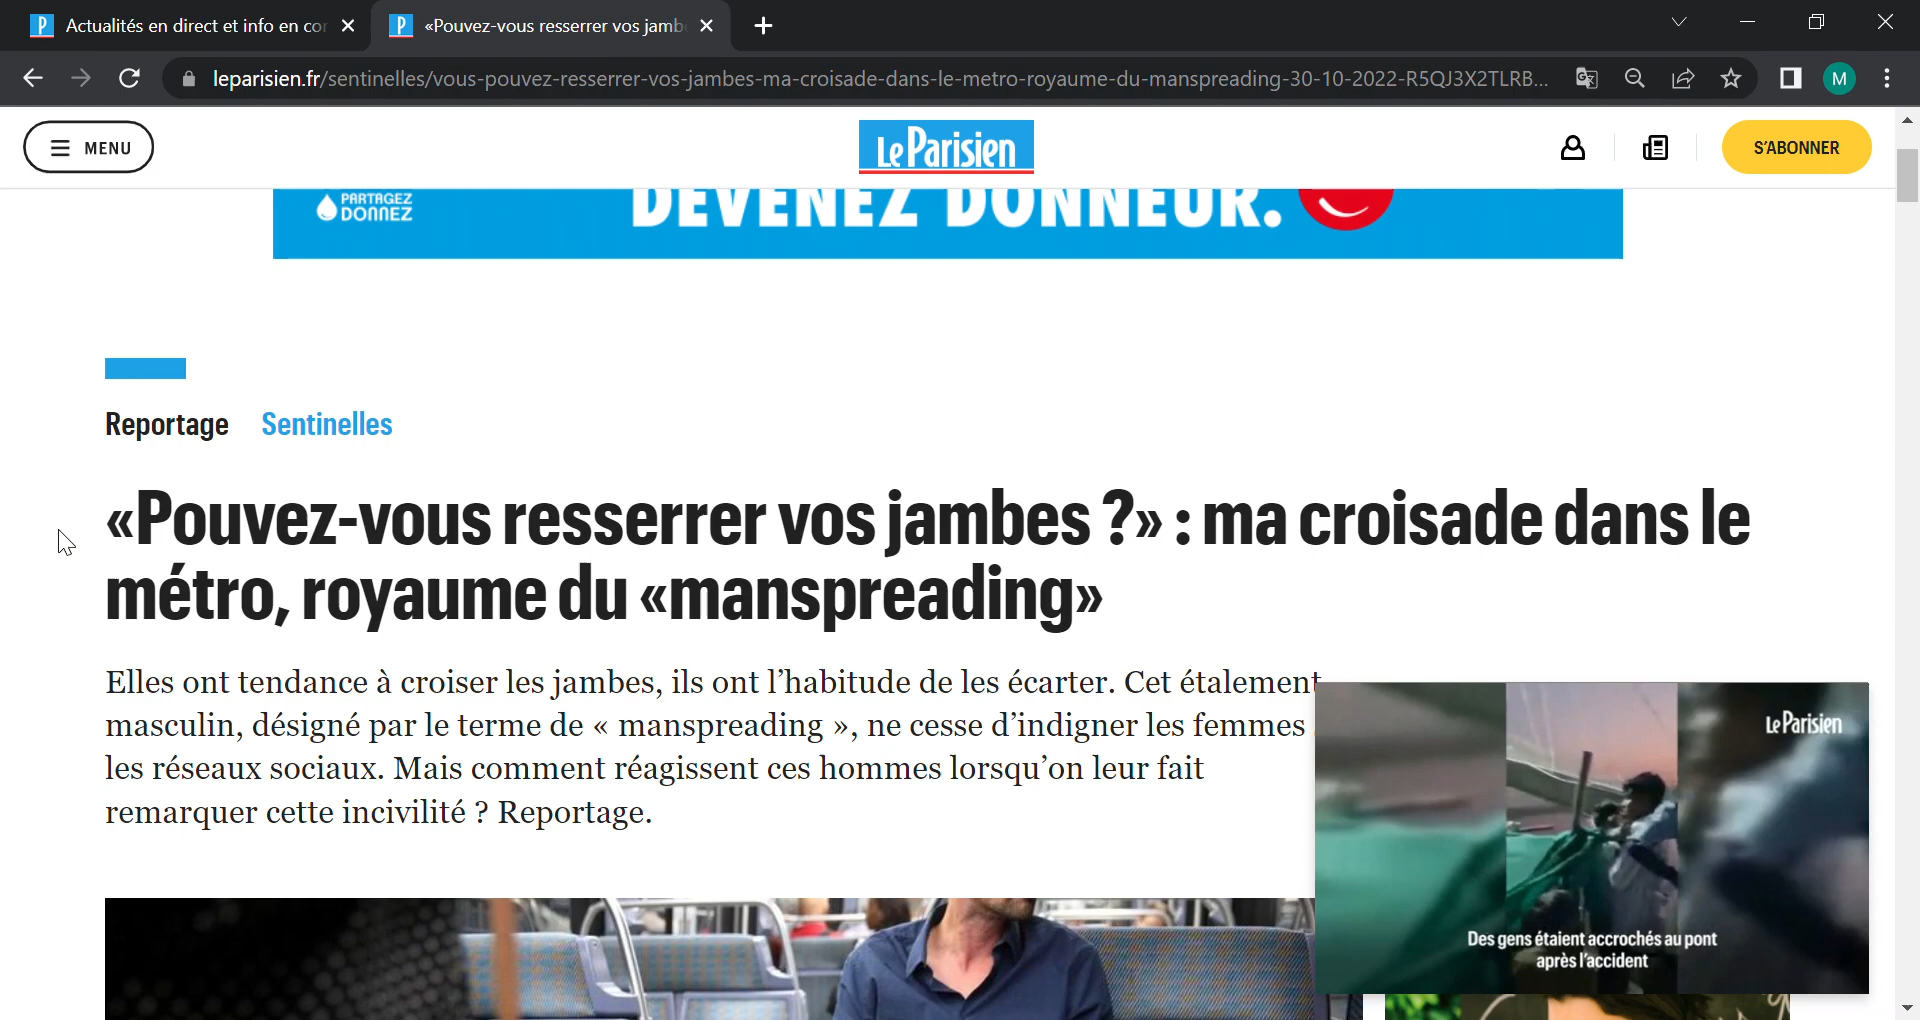 Actualités en direct et info en co
«Pouvez-vous resserrer vos jamb
leparisien.fr/sentinelles/vous-pouvez-resserrer-vos-jambes-ma-croisade-dans-le-metro-royaume-du-manspreading-30-10-2022-R5QJ3X2TLRB...
M
MENU
Le Parisien
S'ABONNER
PARTAGEZ
DONNEZ
DEVENEZ DONNEUR.
Reportage Sentinelles
«Pouvez-vous resserrer vos jambes ?» : ma croisade dans le
métro, royaume du «manspreading»
Elles ont tendance à croiser les jambes, ils ont l’habitude de les écarter. Cet étalement
masculin, désigné par le terme de « manspreading », ne cesse d’indigner les femmes
les réseaux sociaux. Mais comment réagissent ces hommes lorsqu’on leur fait
remarquer cette incivilité ? Reportage.
Le Parisien
Des gens étaient accrochés au pont
après l'accident